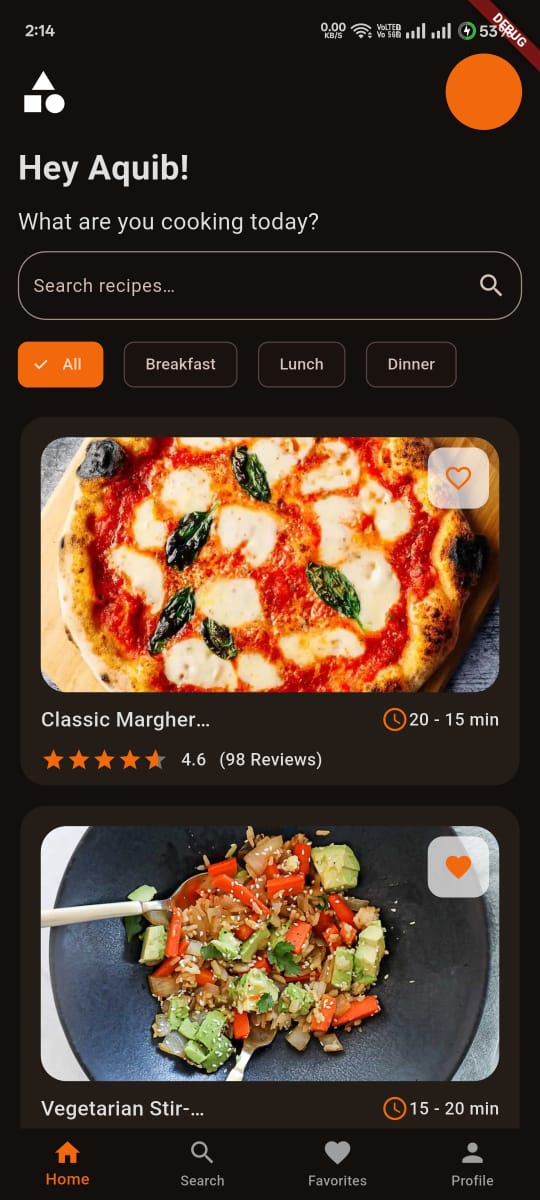 2:14
0.00 KB/S
VoLTED
Vo 5G2
53%
DEBUG
Hey Aquib!
What are you cooking today?
Search recipes…
All Breakfast Lunch Dinner
Classic Margher… 20 - 15 min
4.6 (98 Reviews)
Vegetarian Stir-… 15 - 20 min
Home Search Favorites Profile